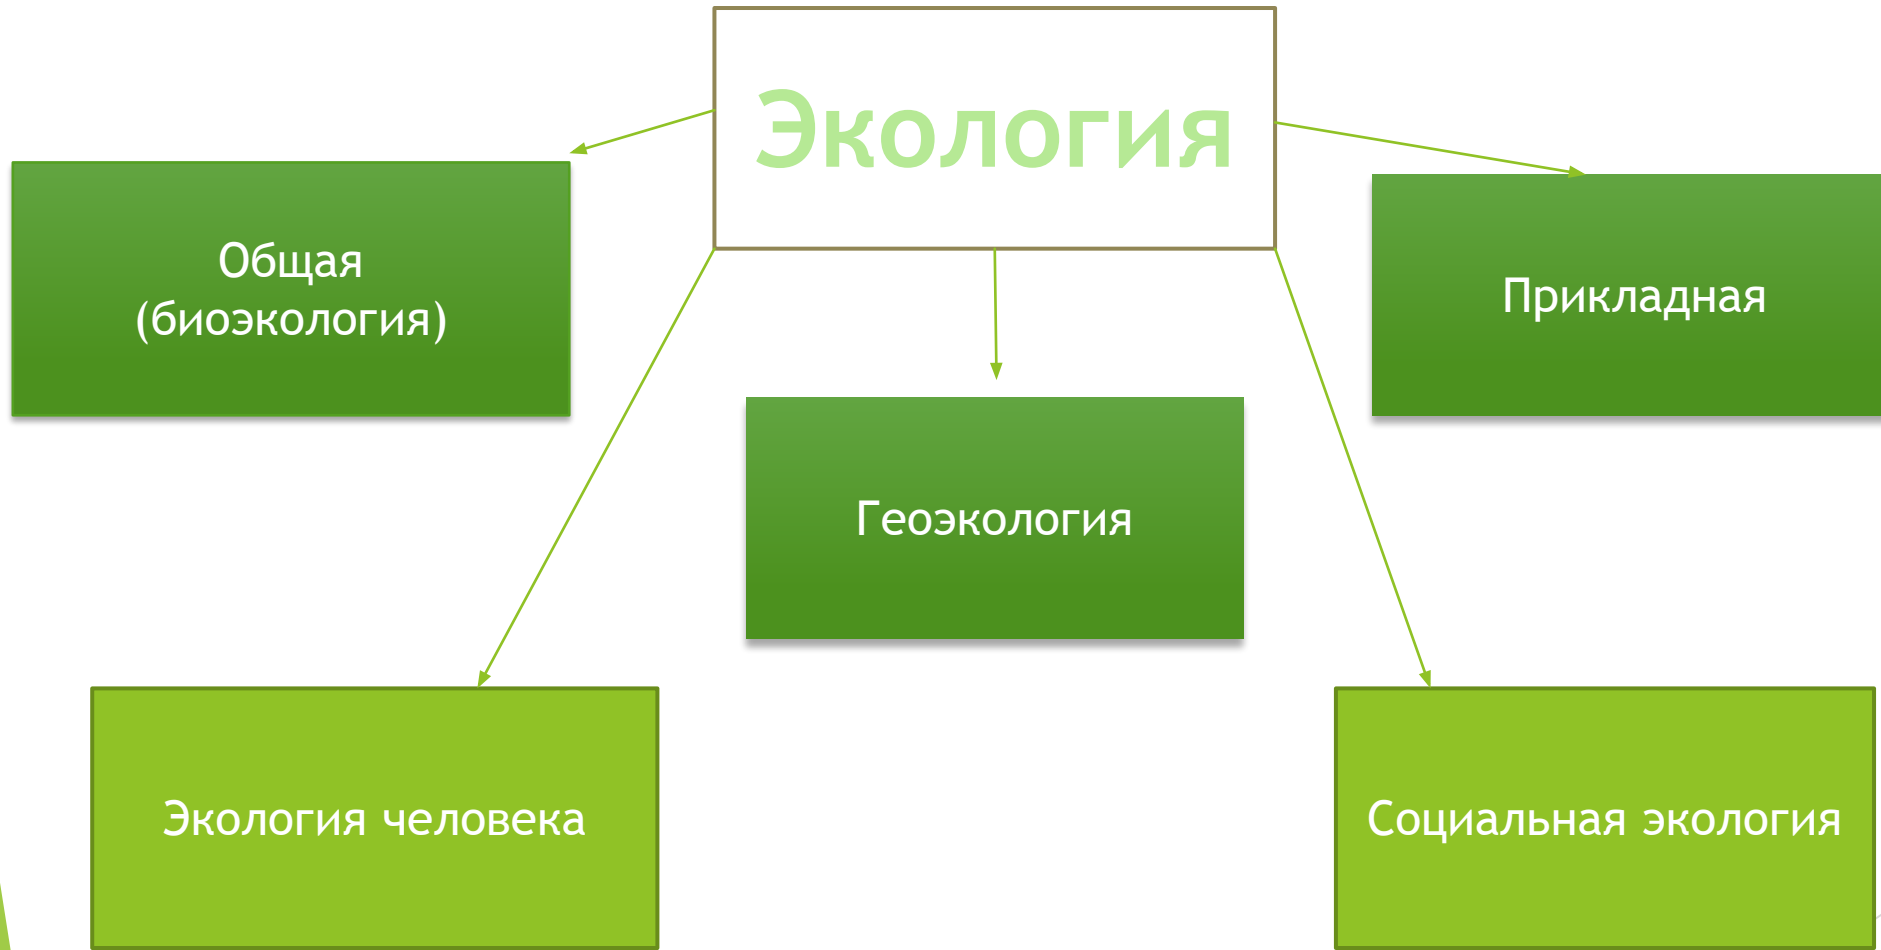 Экология
Общая
(биоэкология)
Прикладная
Геоэкология
Экология человека
Социальная экология